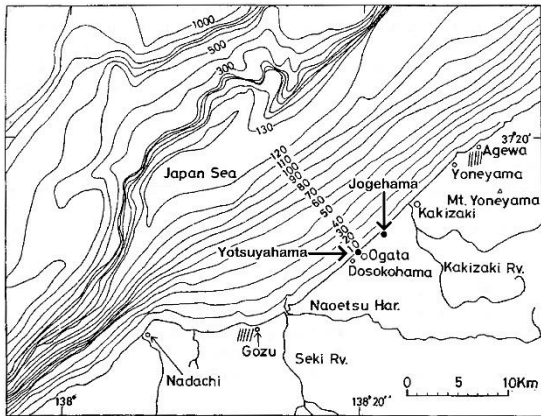 1000
500
300
130
120
110
100
90
80
70
60
50
40
30
20
Japan Sea
37°20'
Agewa
Yoneyama
Mt. Yoneyama
Jogehama
Kakizaki
Yotsuyahama
Ogata
Dosokohama
Kakizaki Rv.
Naoetsu Har.
Gozu
Seki Rv.
Nadachi
138°
138°20'
0 5 10Km